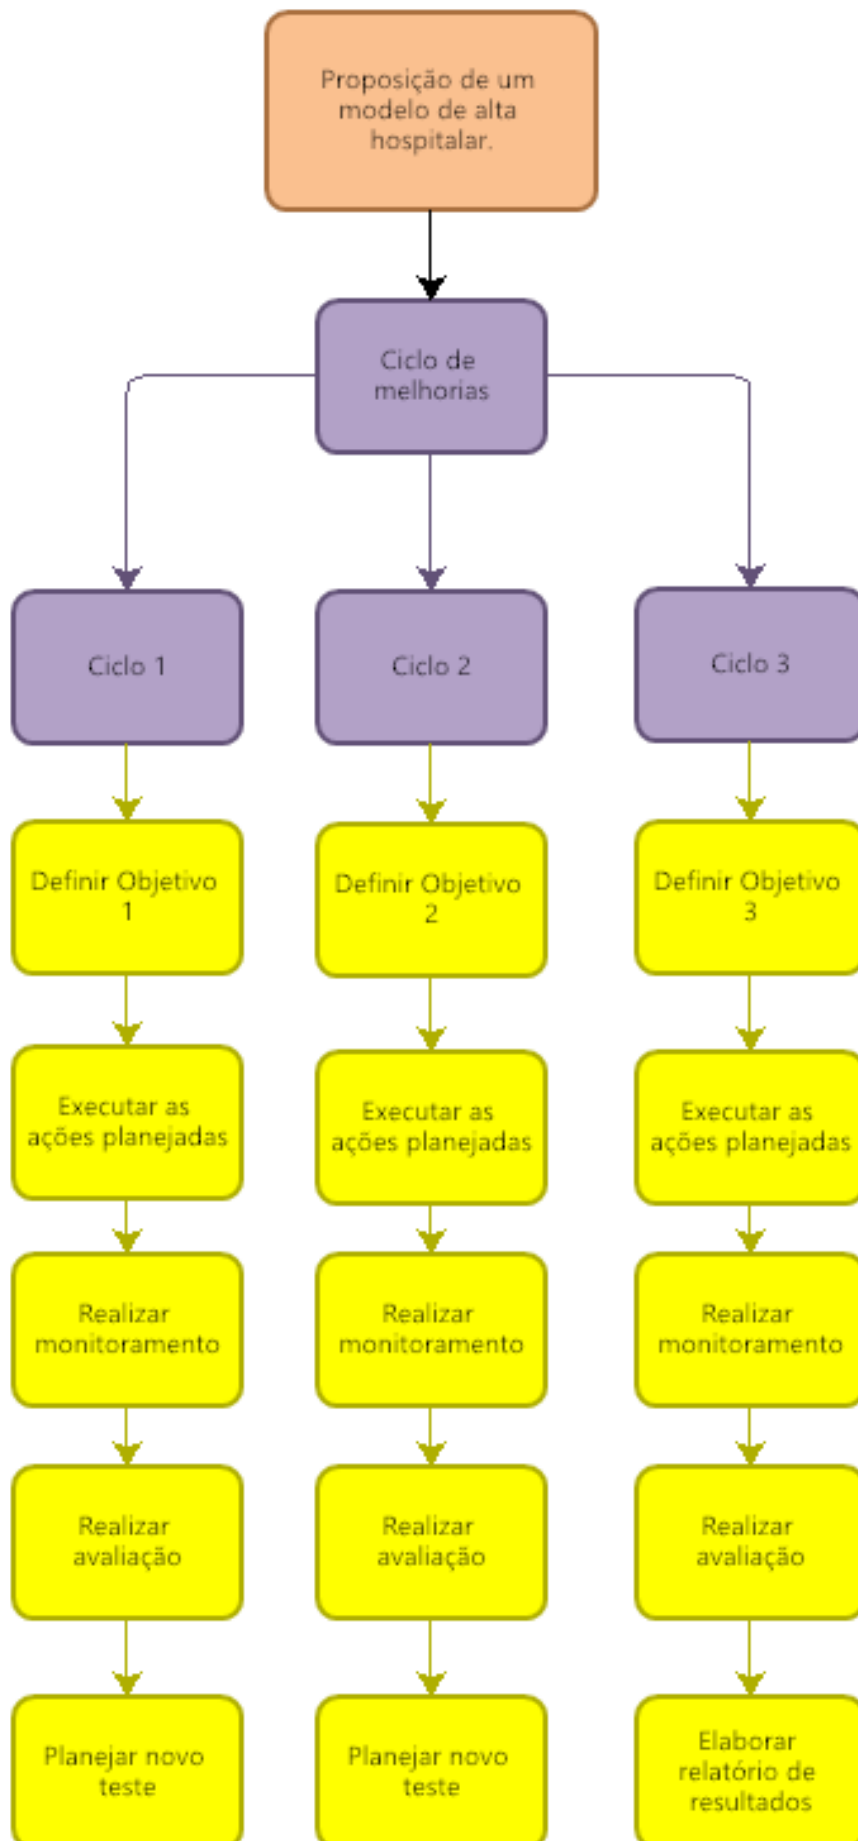 Proposição de um
modelo de alta
hospitalar.
Ciclo de
melhorias
Ciclo 1
Ciclo 2
Ciclo 3
Definir Objetivo
1
Definir Objetivo
2
Definir Objetivo
3
Executar as
ações planejadas
Executar as
ações planejadas
Executar as
ações planejadas
Realizar
monitoramento
Realizar
monitoramento
Realizar
monitoramento
Realizar
avaliação
Realizar
avaliação
Realizar
avaliação
Planejar novo
teste
Planejar novo
teste
Elaborar
relatório de
resultados